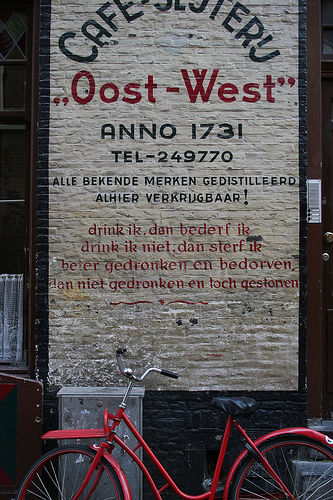 CAFE-SLIJTERIJ
„Oost-West”
ANNO 1731
TEL-249770
ALLE BEKENDE MERKEN GEDISTILLEERD
ALHIER VERKRIJGBAAR!
drink ik, dan bederf ik
drink ik niet, dan sterf ik
beter gedronken en bedorven
dan niet gedronken en toch gestorven